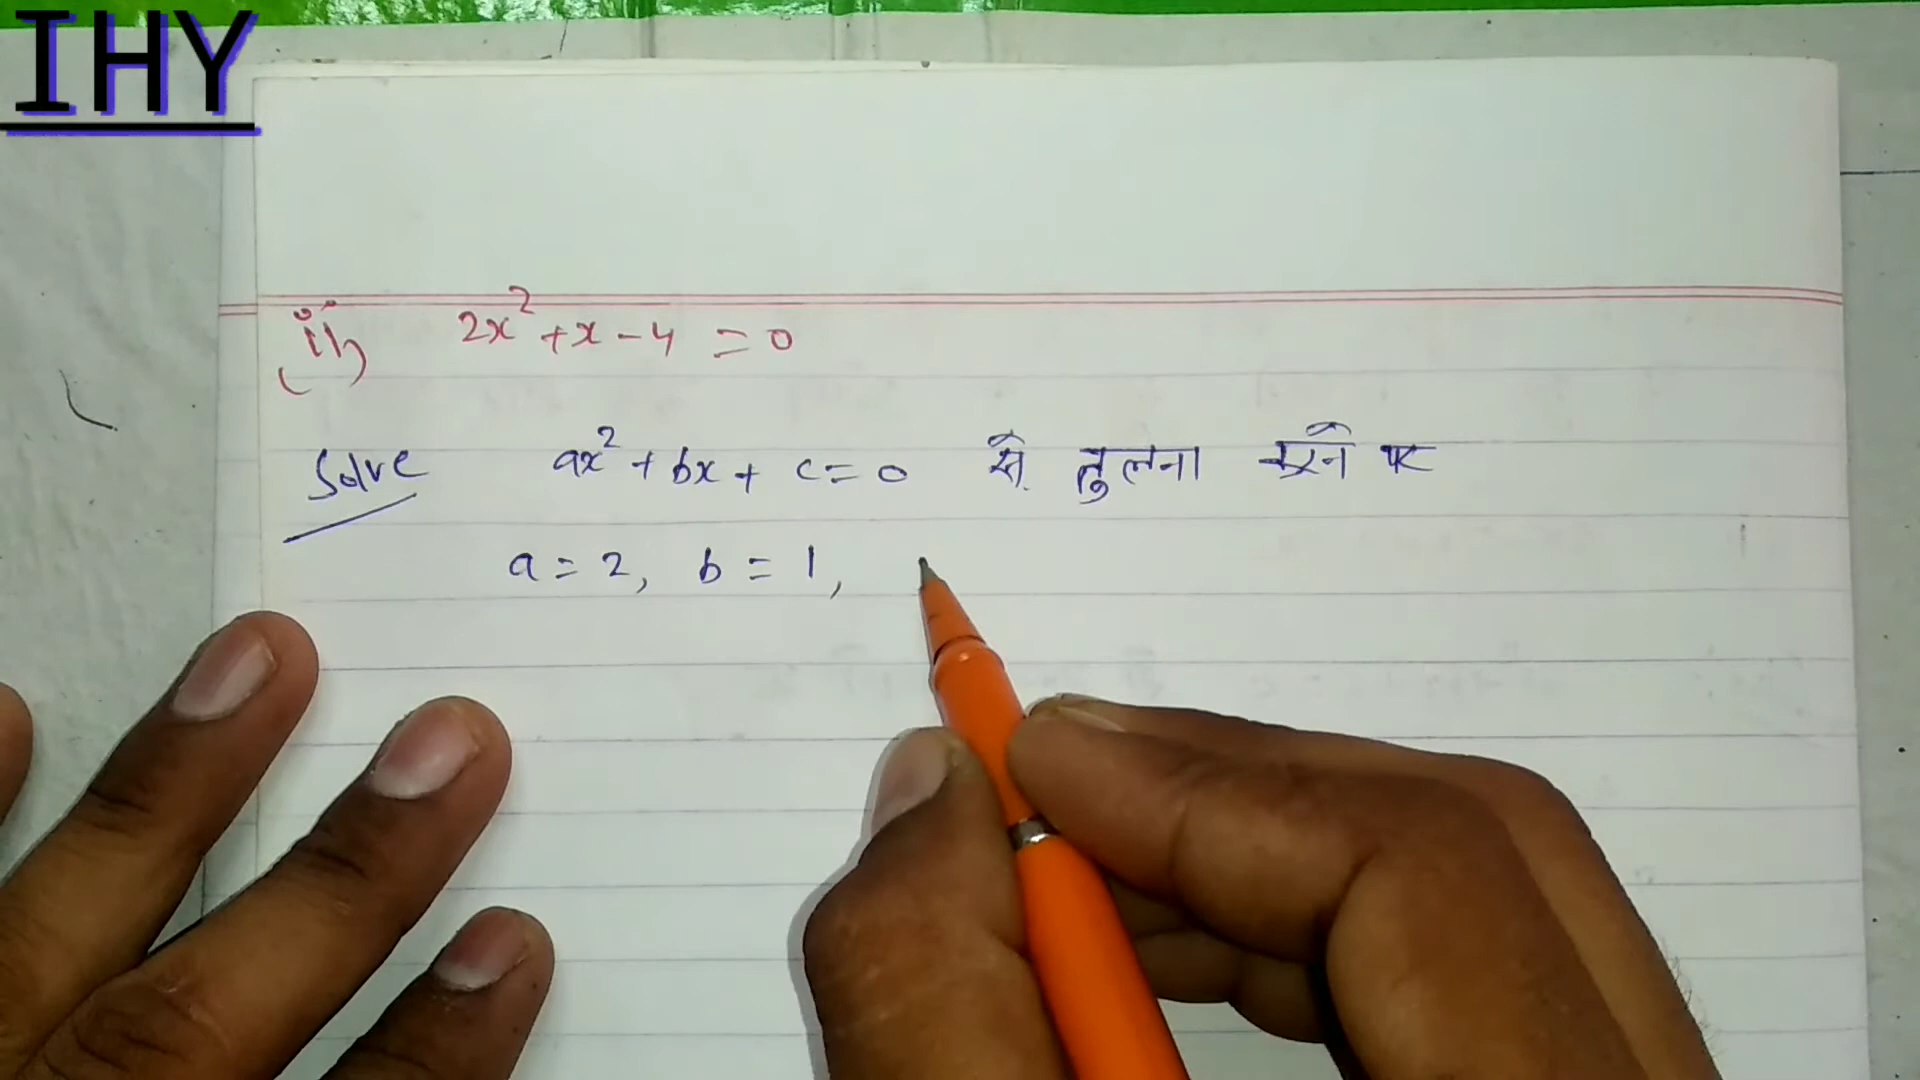 IHY
(ii) 2x² + x - 4 = 0
Solve ax² + bx + c = 0 से तुलना करने पर
a = 2, b = 1,